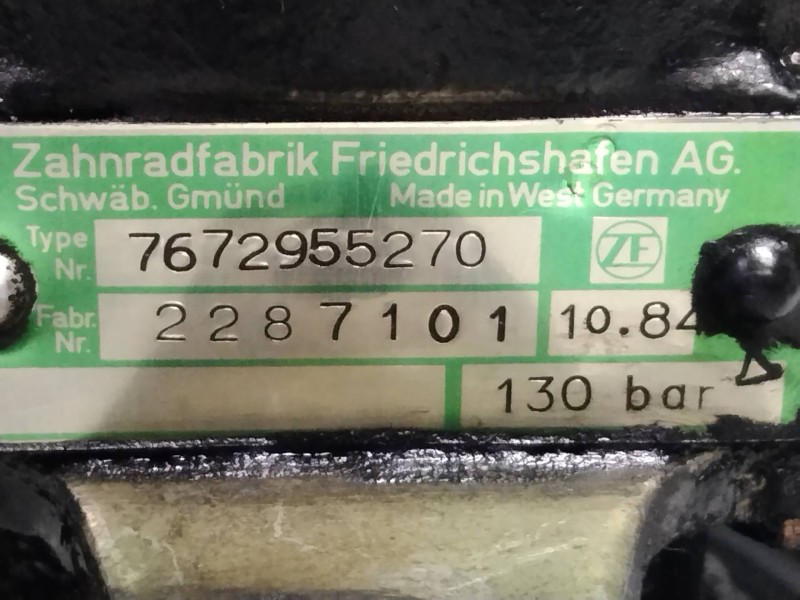 Zahnradfabrik Friedrichshafen AG.
Schwäb. Gmünd Made in West Germany
Type Nr. 7672955270 ZF
Fabr. Nr. 2287101 10.84
130 bar